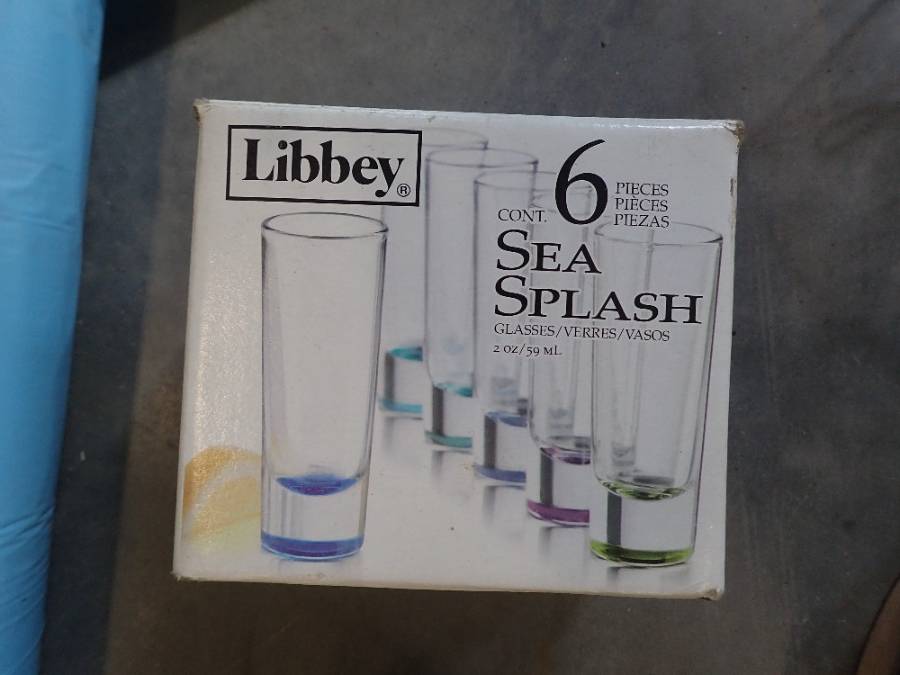 Libbey®
CONT. 6 PIECES
PIÈCES
PIEZAS
SEA
SPLASH
GLASSES/VERRES/VASOS
2 OZ/59 ML